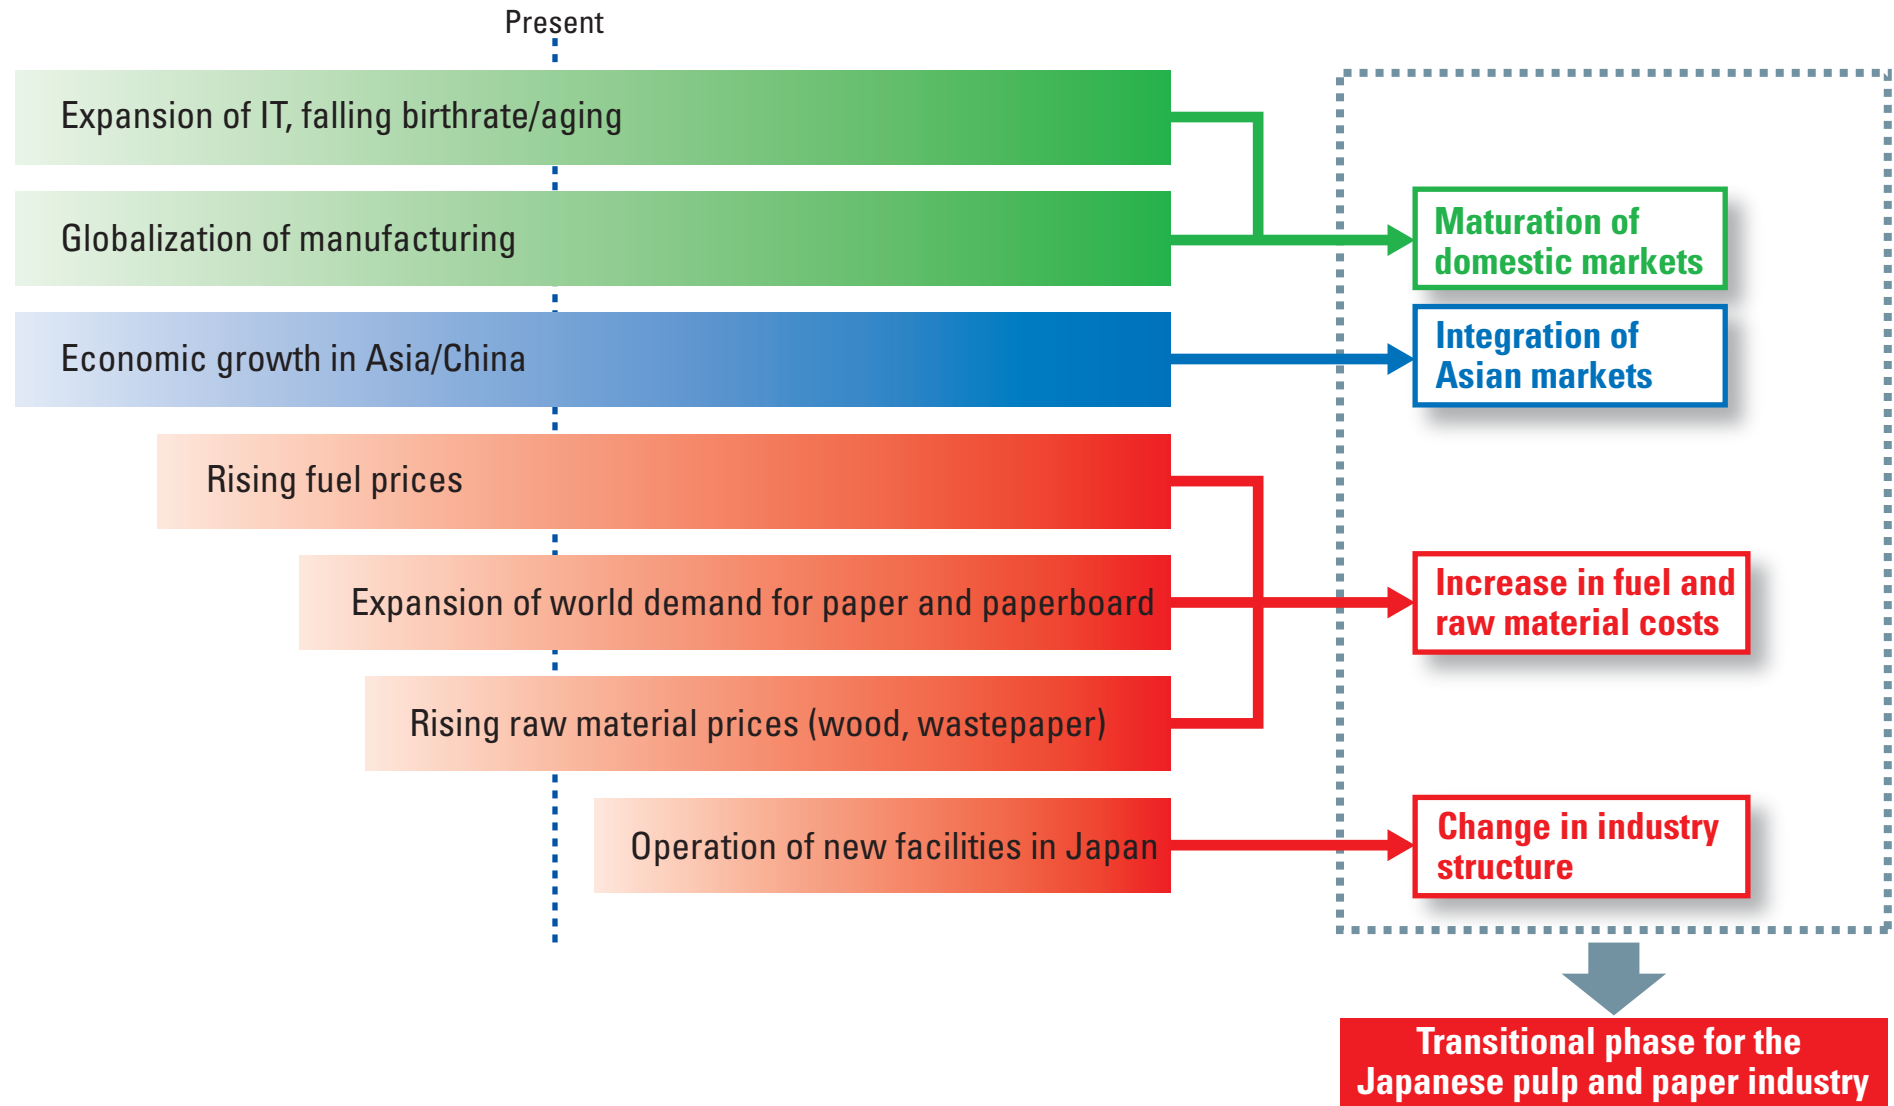 Present
Expansion of IT, falling birthrate/aging
Globalization of manufacturing
Maturation of
domestic markets
Economic growth in Asia/China
Integration of
Asian markets
Rising fuel prices
Expansion of world demand for paper and paperboard
Increase in fuel and
raw material costs
Rising raw material prices (wood, wastepaper)
Operation of new facilities in Japan
Change in industry
structure
Transitional phase for the
Japanese pulp and paper industry